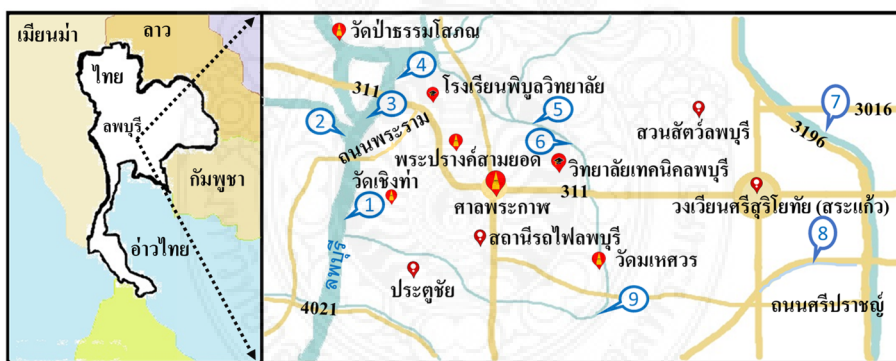 เมียนม่า
ลาว
ไทย
ลพบุรี
กัมพูชา
อ่าวไทย
วัดป่าธรรมโสภณ
4
311
โรงเรียนพิบูลวิทยาลัย
3
5
2
ถนนพระราม
6
พระปรางค์สามยอด
วิทยาลัยเทคนิคลพบุรี
สวนสัตว์ลพบุรี
7
3016
3196
วัดเชิงท่า
1
ศาลพระกาฬ
311
วงเวียนศรีสุริโยทัย (สระแก้ว)
สถานีรถไฟลพบุรี
วัดมเหศวร
8
ลพบุรี
ประตูชัย
4021
9
ถนนศรีปราชญ์